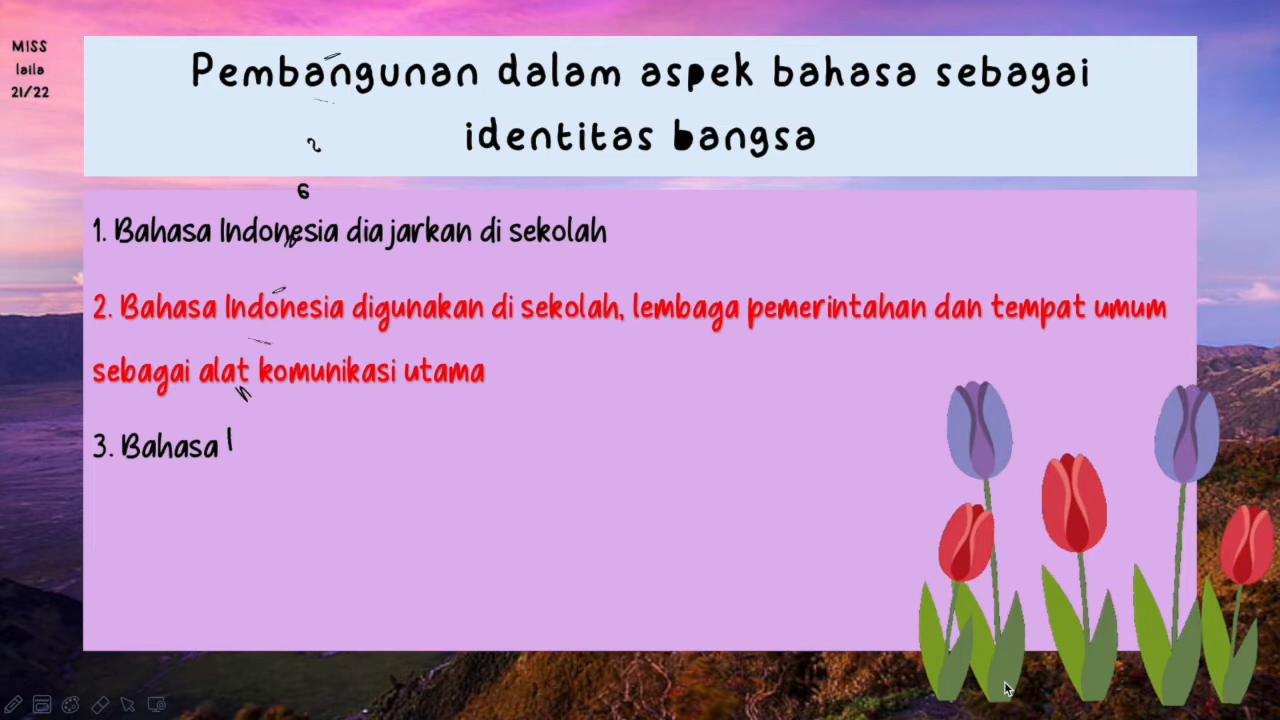 MISS
laila
21/22
Pembangunan dalam aspek bahasa sebagai
identitas bangsa
1. Bahasa Indonesia diajarkan di sekolah
2. Bahasa Indonesia digunakan di sekolah, lembaga pemerintahan dan tempat umum
sebagai alat komunikasi utama
3. Bahasa I